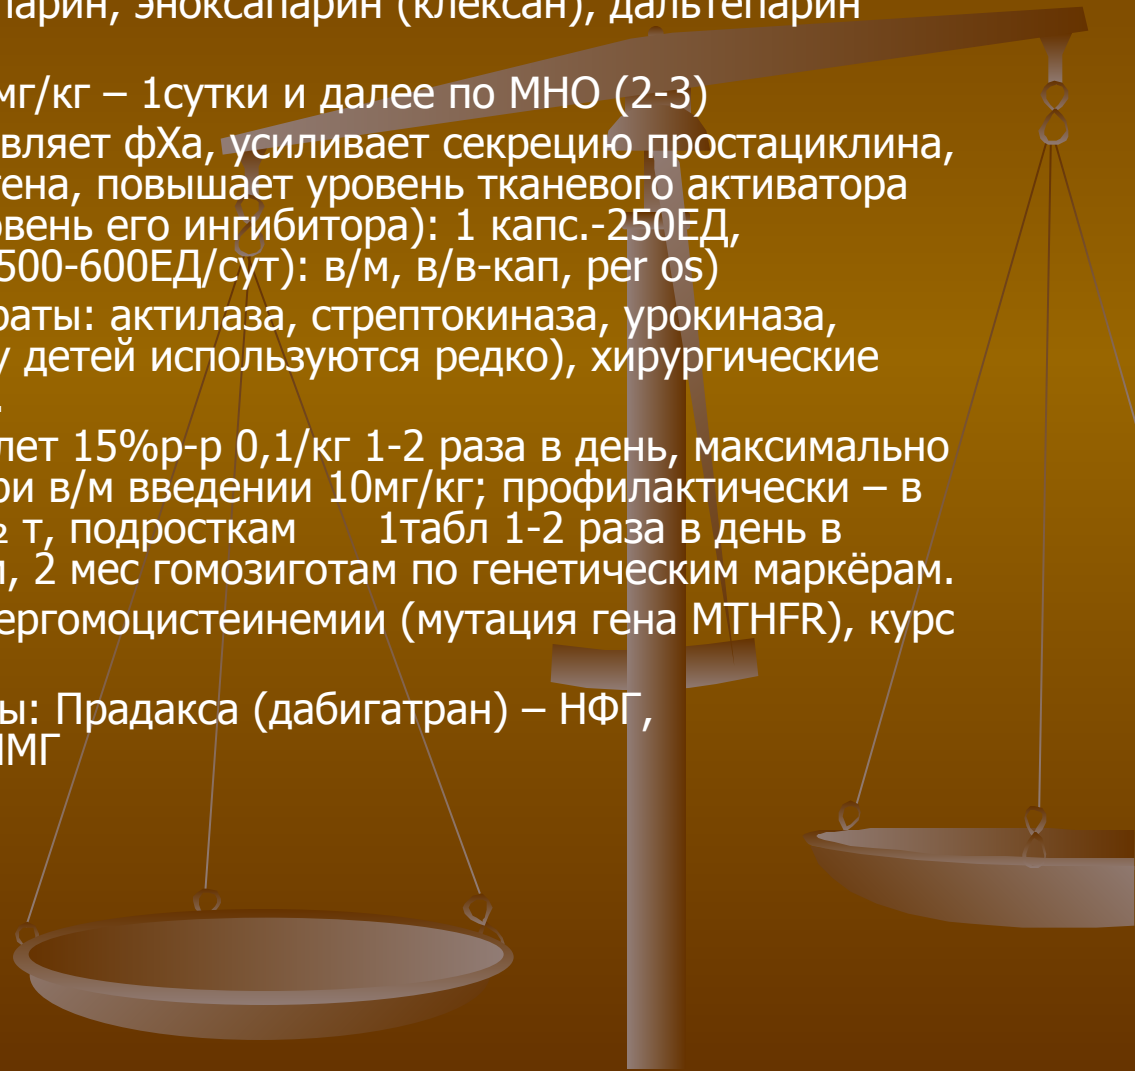 парин, эноксапарин (клексан), дальтепарин
мг/кг – 1сутки и далее по МНО (2-3)
вляет фXa, усиливает секрецию простациклина,
ена, повышает уровень тканевого активатора
овень его ингибитора): 1 капс.-250ЕД,
500-600ЕД/сут): в/м, в/в-кап, per os)
раты: актилаза, стрептокиназа, урокиназа,
у детей используются редко), хирургические
.
лет 15%р-р 0,1/кг 1-2 раза в день, максимально
ри в/м введении 10мг/кг; профилактически – в
т, подросткам 1табл 1-2 раза в день в
, 2 мес гомозиготам по генетическим маркёрам.
ергомоцистеинемии (мутация гена MTHFR), курс
ы: Прадакса (дабигатран) – НФГ,
МГ